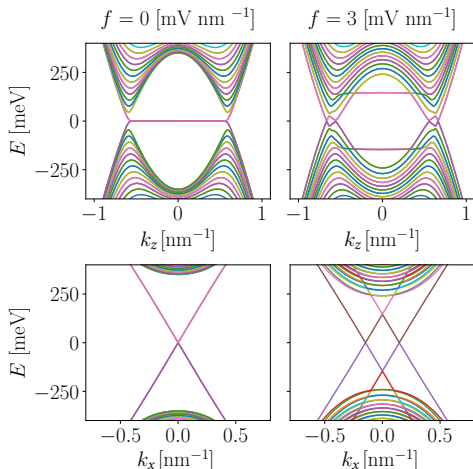 f = 0 [mV nm ⁻¹] f = 3 [mV nm ⁻¹]
E [meV]
250
0
−250
−1 0 1 −1 0 1
k_z [nm⁻¹] k_z [nm⁻¹]
E [meV]
250
0
−250
−0.5 0.0 0.5 −0.5 0.0 0.5
k_x [nm⁻¹] k_x [nm⁻¹]